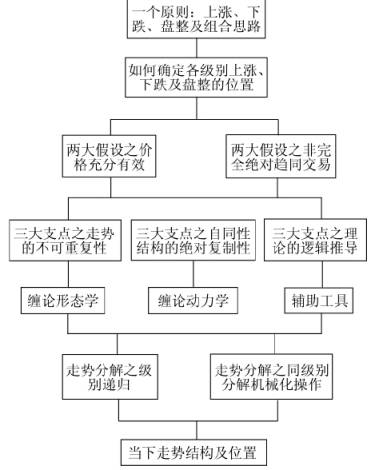 一个原则：上涨、下
跌、盘整及组合思路
如何确定各级别上涨、
下跌及盘整的位置
两大假设之价
格充分有效
两大假设之非完
全绝对趋同交易
三大支点之走势
的不可重复性
三大支点之自同性
结构的绝对复制性
三大支点之理
论的逻辑推导
缠论形态学
缠论动力学
辅助工具
走势分解之级
别递归
走势分解之同级别
分解机械化操作
当下走势结构及位置